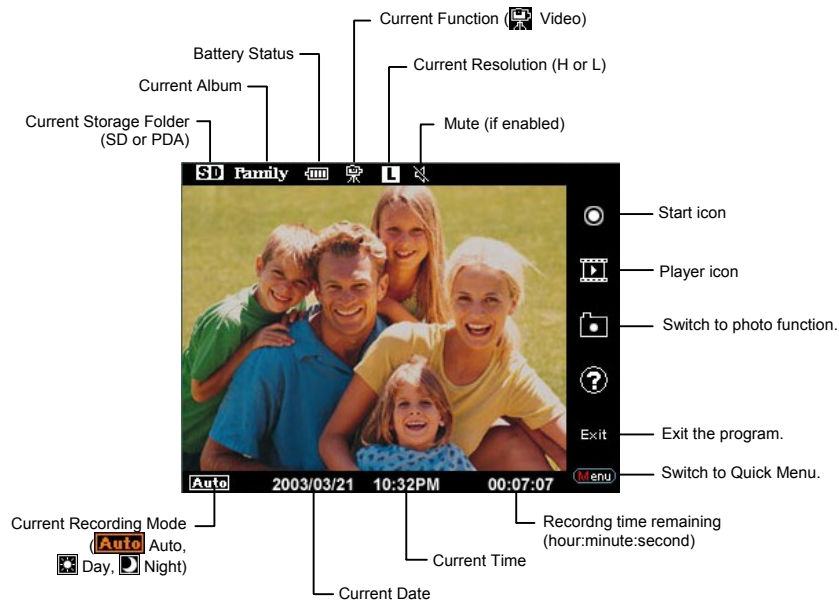 Current Function ( Video)
Battery Status
Current Resolution (H or L)
Current Album
Current Storage Folder
(SD or PDA)
Mute (if enabled)
SD Family L
Start icon
Player icon
Switch to photo function.
?
Exit
Exit the program.
Menu
Switch to Quick Menu.
Auto 2003/03/21 10:32PM 00:07:07
Current Recording Mode
(Auto Auto,
Day, Night)
Recordng time remaining
(hour:minute:second)
Current Time
Current Date